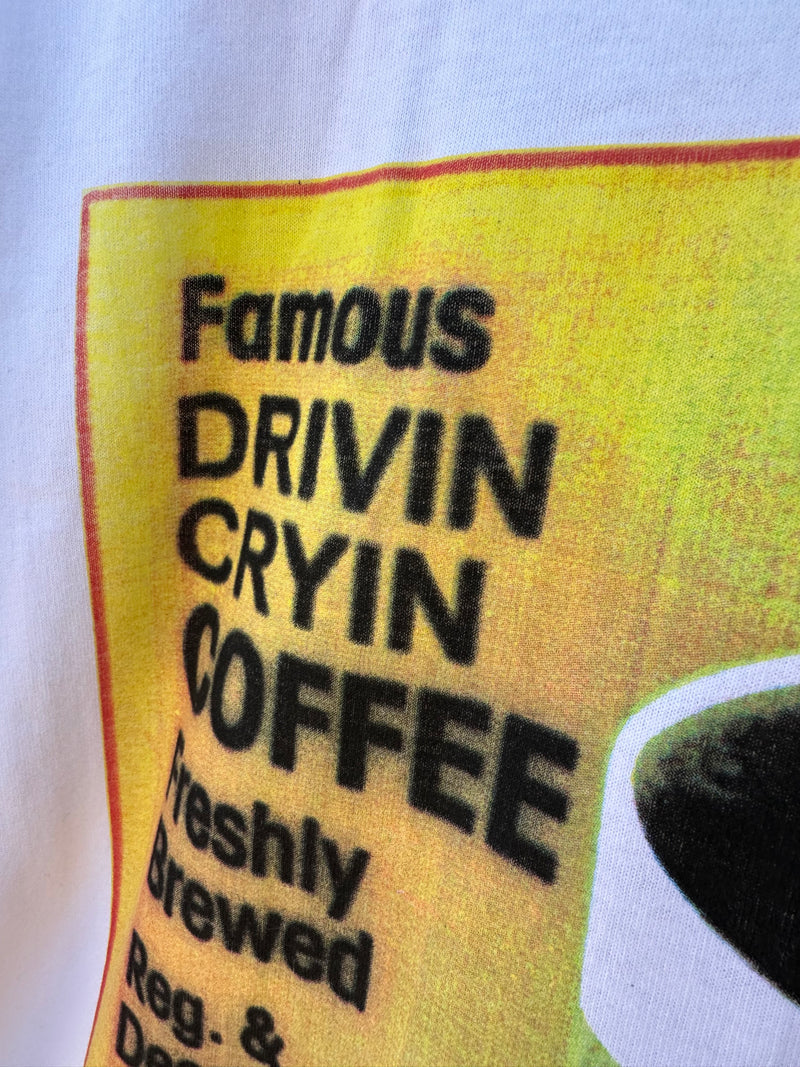 Famous
DRIVIN
CRYIN
COFFEE
Freshly
Brewed
Reg. &